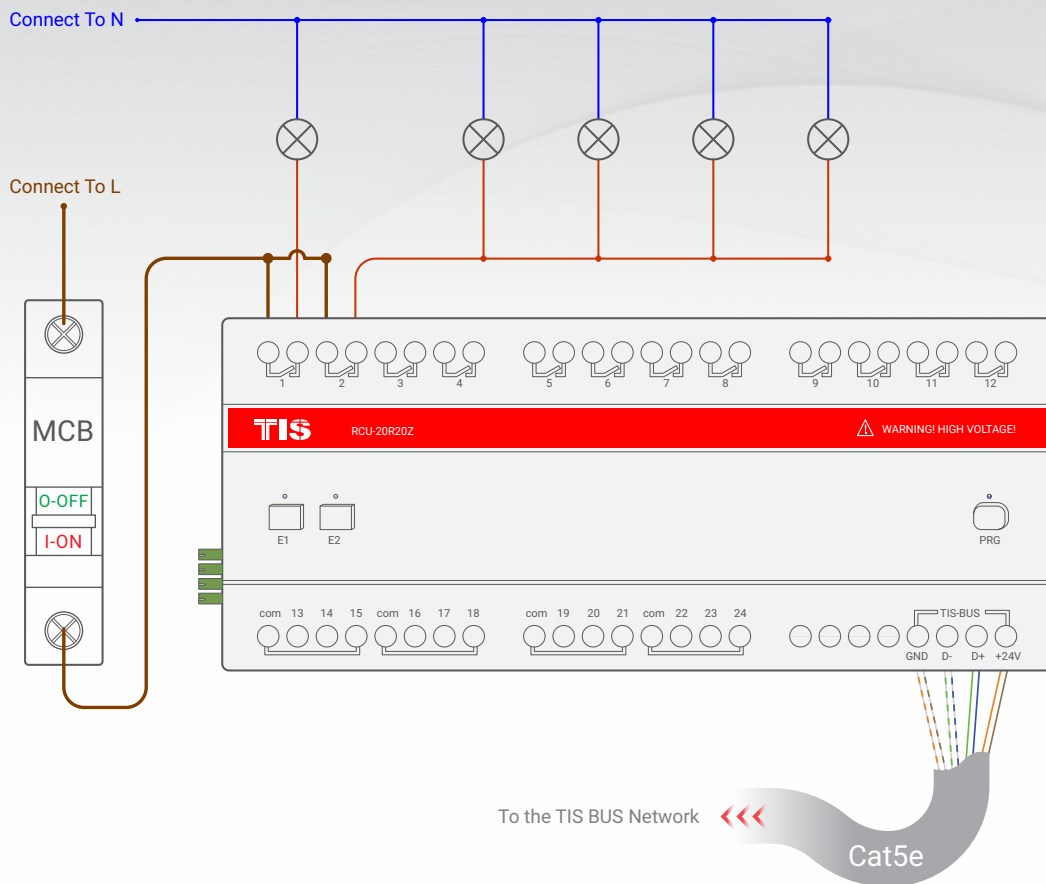 Connect To N
Connect To L
MCB
O-OFF
I-ON
1 2 3 4 5 6 7 8 9 10 11 12
TIS RCU-20R20Z WARNING! HIGH VOLTAGE!
E1 E2 PRG
com 13 14 15 com 16 17 18 com 19 20 21 com 22 23 24 TIS-BUS
GND D- D+ +24V
To the TIS BUS Network
Cat5e